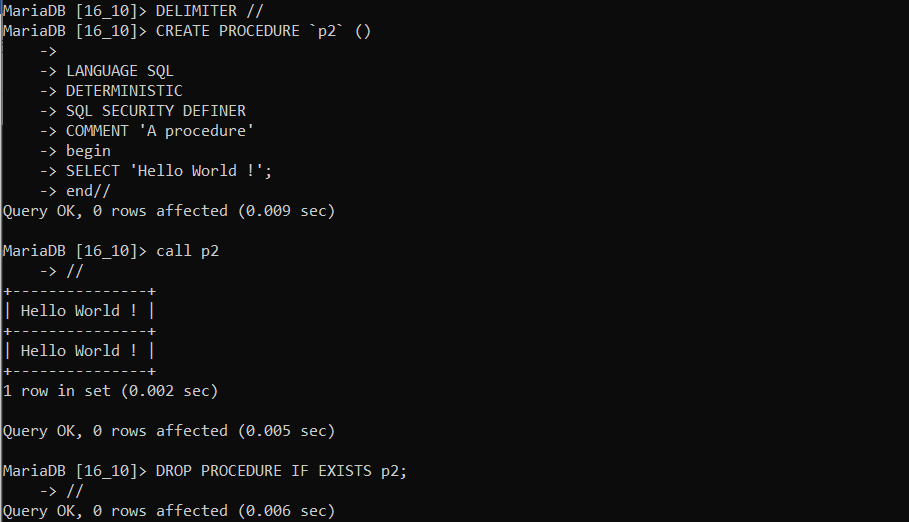 MariaDB [16_10]> DELIMITER //
MariaDB [16_10]> CREATE PROCEDURE `p2` ()
    ->
    -> LANGUAGE SQL
    -> DETERMINISTIC
    -> SQL SECURITY DEFINER
    -> COMMENT 'A procedure'
    -> begin
    -> SELECT 'Hello World !';
    -> end//
Query OK, 0 rows affected (0.009 sec)

MariaDB [16_10]> call p2
    -> //
+---------------+
| Hello World ! |
+---------------+
| Hello World ! |
+---------------+
1 row in set (0.002 sec)

Query OK, 0 rows affected (0.005 sec)

MariaDB [16_10]> DROP PROCEDURE IF EXISTS p2;
    -> //
Query OK, 0 rows affected (0.006 sec)